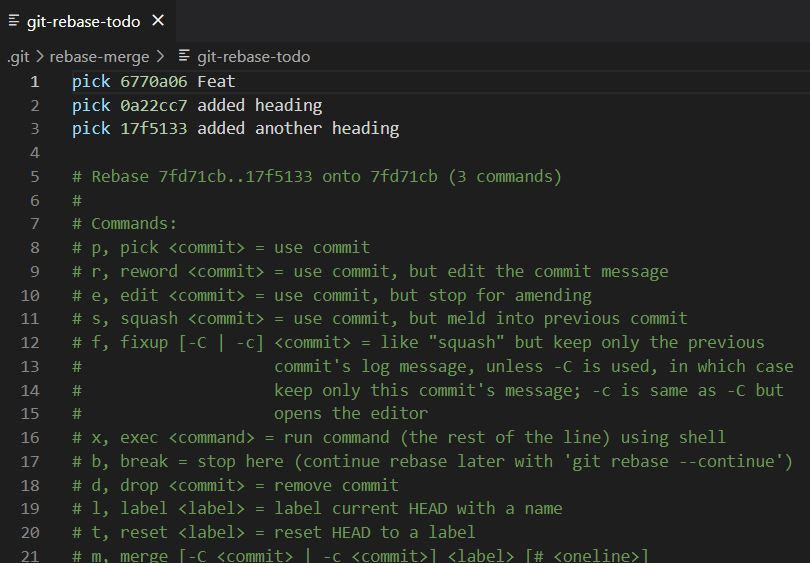 git-rebase-todo ×
.git > rebase-merge > git-rebase-todo
1 pick 6770a06 Feat
2 pick 0a22cc7 added heading
3 pick 17f5133 added another heading
4
5 # Rebase 7fd71cb..17f5133 onto 7fd71cb (3 commands)
6 #
7 # Commands:
8 # p, pick <commit> = use commit
9 # r, reword <commit> = use commit, but edit the commit message
10 # e, edit <commit> = use commit, but stop for amending
11 # s, squash <commit> = use commit, but meld into previous commit
12 # f, fixup [-C | -c] <commit> = like "squash" but keep only the previous
13 #                    commit's log message, unless -C is used, in which case
14 #                    keep only this commit's message; -c is same as -C but
15 #                    opens the editor
16 # x, exec <command> = run command (the rest of the line) using shell
17 # b, break = stop here (continue rebase later with 'git rebase --continue')
18 # d, drop <commit> = remove commit
19 # l, label <label> = label current HEAD with a name
20 # t, reset <label> = reset HEAD to a label
21 # m, merge [-C <commit> | -c <commit>] <label> [# <oneline>]